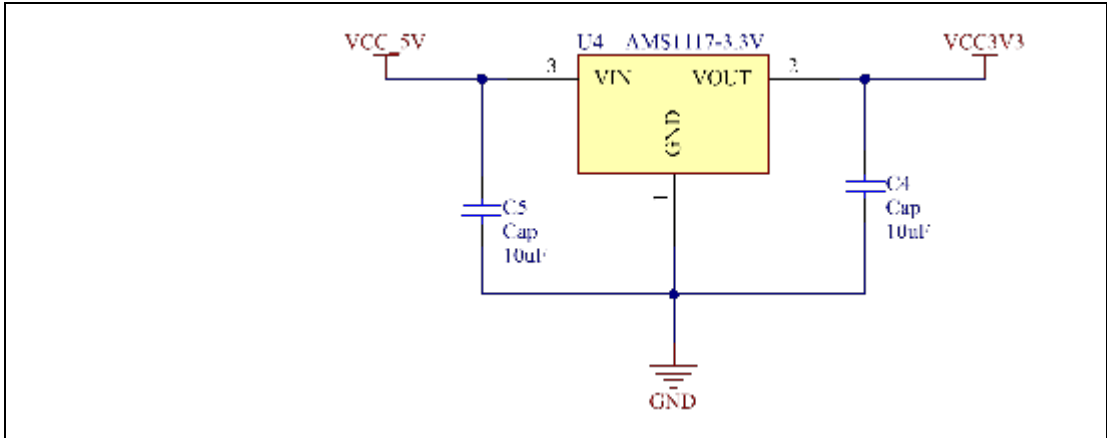 VCC_5V
U4 AMS1117-3.3V
VCC3V3
3
VIN
VOUT
2
GND
1
C5
Cap
10uF
C4
Cap
10uF
GND